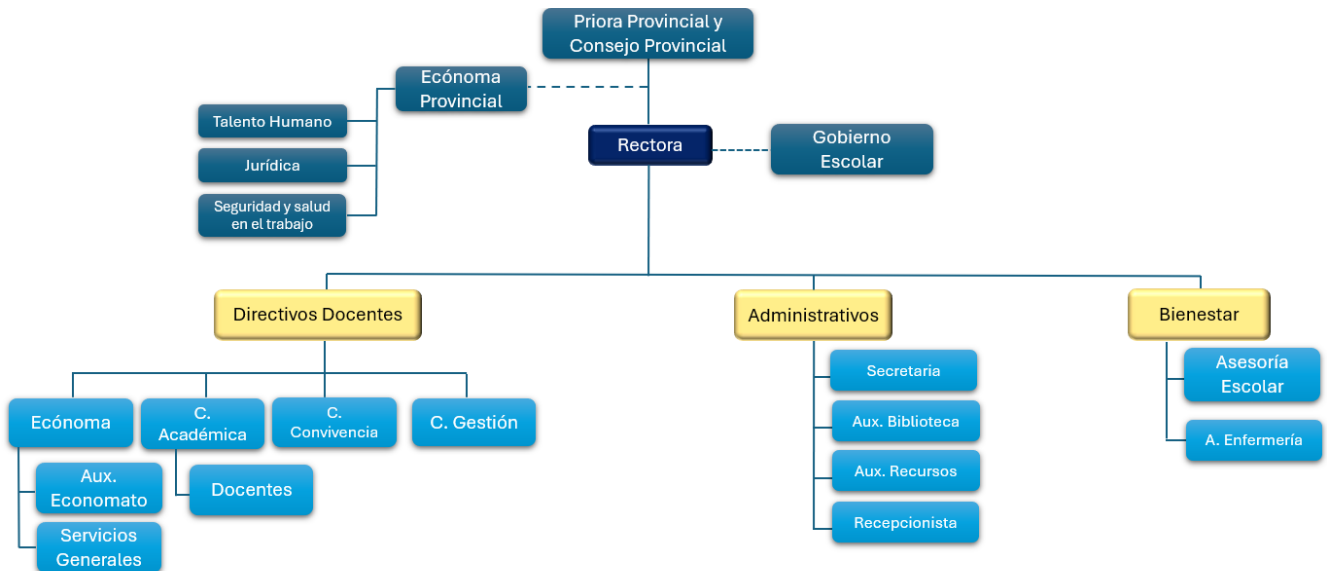 Priora Provincial y
Consejo Provincial
Ecónoma
Provincial
Talento Humano
Jurídica
Seguridad y salud
en el trabajo
Rectora
Gobierno
Escolar
Directivos Docentes
Administrativos
Bienestar
Ecónoma
C.
Académica
C.
Convivencia
C. Gestión
Aux.
Economato
Servicios
Generales
Docentes
Secretaria
Aux. Biblioteca
Aux. Recursos
Recepcionista
Asesoría
Escolar
A. Enfermería